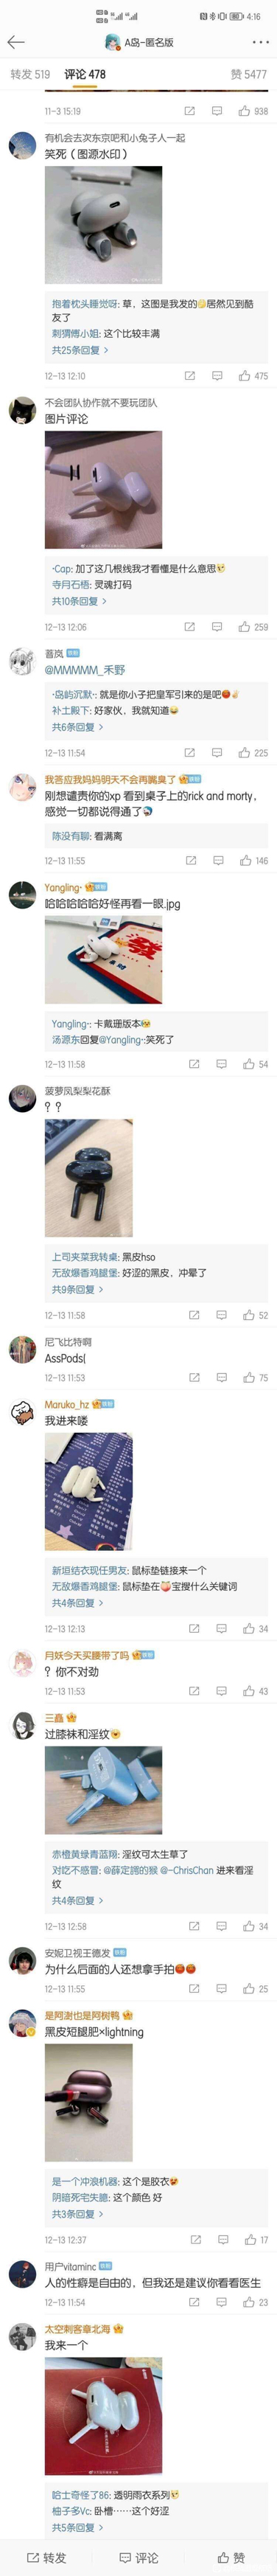 4:16
A岛-匿名版
转发 519 评论 478 赞 5477
11-3 15:19 938
有机会去次东京吧和小兔子人一起
笑死（图源水印）
抱着枕头睡觉呀: 草，这图是我发的居然见到酷
友了
刺猬傅小姐: 这个比较丰满
共25条回复 >
12-13 12:10 475
不会团队协作就不要玩团队
图片评论
·Cap: 加了这几根线我才看懂是什么意思
寺月石梧: 灵魂打码
共10条回复 >
12-13 12:06 259
蓍岚
@MMMMM_禾野
·岛屿沉默·: 就是你小子把皇军引来的是吧
补土殿下: 好家伙，我就知道
共6条回复 >
12-13 11:54 225
我答应我妈妈明天不会再嘴臭了
刚想谴责你的xp 看到桌子上的rick and morty，
感觉一切都说得通了
陈没有聊: 看满离
12-13 11:55 146
Yangling·
哈哈哈哈哈好怪再看一眼.jpg
Yangling·: 卡戴珊版本
汤源东回复@Yangling·:笑死了
12-13 11:58 54
菠萝凤梨梨花酥
？？
上司夹菜我转桌: 黑皮hso
无敌爆香鸡腿堡: 好涩的黑皮，冲晕了
共9条回复 >
12-13 11:58 52
尼飞比特啊
AssPods(
12-13 11:53 75
Maruko_hz
我进来喽
新垣结衣现任男友: 鼠标垫链接来一个
无敌爆香鸡腿堡: 鼠标垫在🍑宝搜什么关键词
共4条回复 >
12-13 12:13 34
月妖今天买腰带了吗
？你不对劲
12-13 11:53 43
三矗
过膝袜和淫纹
赤橙黄绿青蓝翔: 淫纹可太生草了
对吃不感冒: @薛定諤的猴 @-ChrisChan 进来看淫
纹
共4条回复 >
12-13 12:58 34
安妮卫视王德发
为什么后面的人还想拿手拍
12-13 11:55 25
是阿澍也是阿树鸭
黑皮短腿肥×lightning
是一个冲浪机器: 这个是胶衣
阴暗死宅失臆: 这个颜色 好
共3条回复 >
12-13 12:37 17
用户vitaminc
人的性癖是自由的，但我还是建议你看看医生
12-13 11:54 23
太空刺客章北海
我来一个
哈士奇怪了86: 透明雨衣系列
柚子多Vc: 卧槽……这个好涩
共5条回复 >
转发 评论 赞